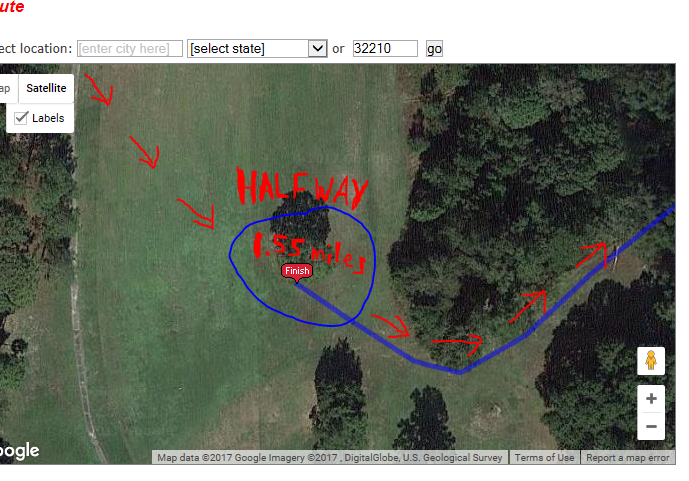 ute
ect location: [enter city here] [select state] or 32210 go
ap Satellite
Labels
HALFWAY
1.55 miles
Finish
+
−
oogle
Map data ©2017 Google Imagery ©2017 , DigitalGlobe, U.S. Geological Survey Terms of Use Report a map error